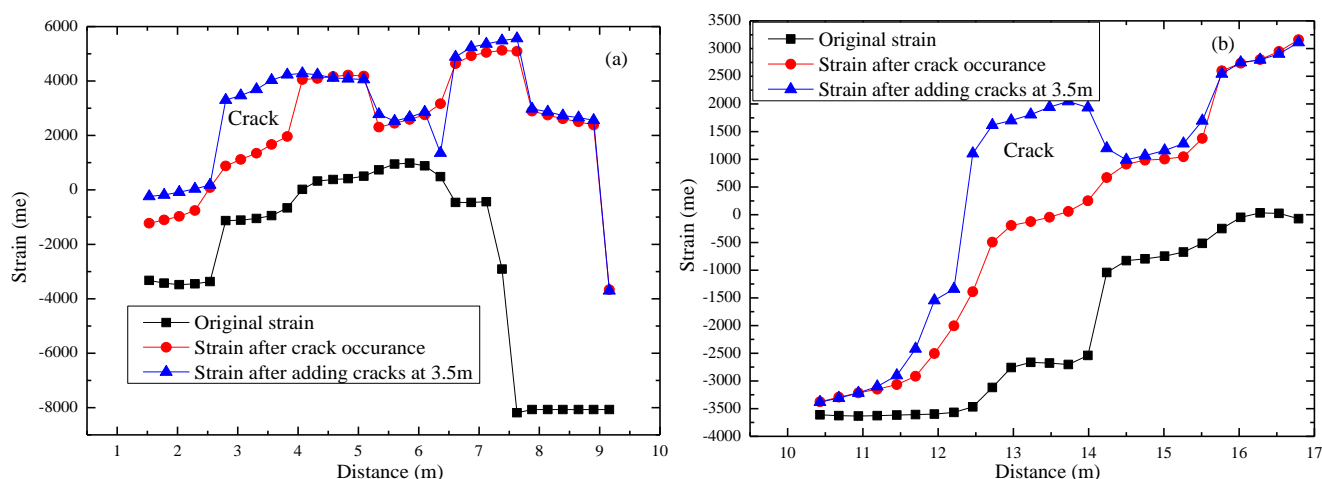 6000
4000
2000
0
-2000
-4000
-6000
-8000
Strain (me)
(a)
Crack
Original strain
Strain after crack occurance
Strain after adding cracks at 3.5m
1 2 3 4 5 6 7 8 9 10
Distance (m)
3500
3000
2500
2000
1500
1000
500
0
-500
-1000
-1500
-2000
-2500
-3000
-3500
-4000
Strain (me)
(b)
Original strain
Strain after crack occurance
Strain after adding cracks at 3.5m
Crack
10 11 12 13 14 15 16 17
Distance (m)